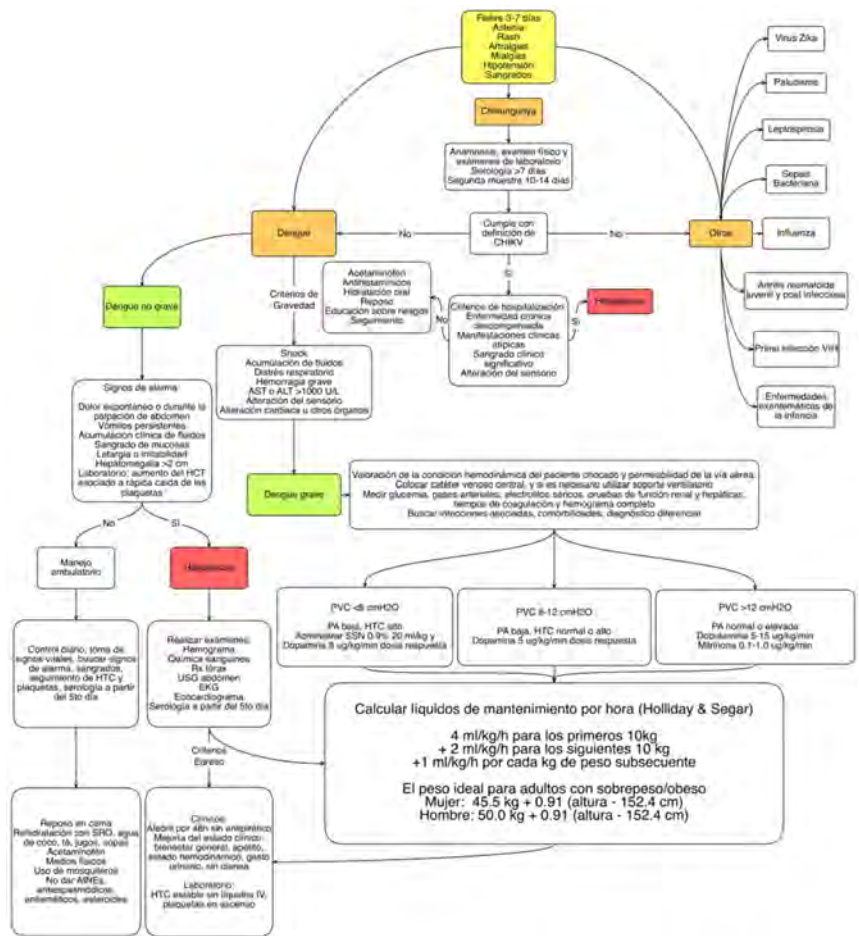 Fiebre 3-7 días
Astenia
Rash
Artralgias
Mialgias
Hipotensión
Sangrados
Chikungunya
Anamnesis, examen físico y
exámenes de laboratorio
Serología >7 días
Segunda muestra 10-14 días
Virus Zika
Paludismo
Leptospirosis
Sepsis
Bacteriana
Influenza
Artritis reumatoide
juvenil y post infecciosa
Primo infección VIH
Enfermedades
exantemáticas de
la infancia
Dengue
No
Cumple con
definición de
CHIKV
No
Otros
Sí
Dengue no grave
Criterios de
Gravedad
Acetaminofén
Antihistamínicos
Hidratación oral
Reposo
Educación sobre riesgos
Seguimiento
No
Criterios de hospitalización
Enfermedad crónica
descompensada
Manifestaciones clínicas
atípicas
Sangrado clínico
significativo
Alteración del sensorio
Sí
Signos de alarma
Dolor espontáneo o durante la
palpación de abdomen
Vómitos persistentes
Acumulación clínica de fluidos
Sangrado de mucosas
Letargia o irritabilidad
Hepatomegalia >2 cm
Laboratorio: aumento del HCT
asociado a rápida caída de las
plaquetas
Shock
Acumulación de fluidos
Distrés respiratorio
Hemorragia grave
AST o ALT >1000 U/L
Alteración del sensorio
Alteración cardíaca u otros órganos
Dengue grave
Valoración de la condición hemodinámica del paciente chocado y permeabilidad de la vía aérea.
Colocar catéter venoso central, y si es necesario utilizar soporte ventilatorio
Medir glucemia, gases arteriales, electrolitos séricos, pruebas de función renal y hepáticas,
tiempos de coagulación y hemograma completo
Buscar infecciones asociadas, comorbilidades, diagnóstico diferencial
No
Sí
Manejo
ambulatorio
PVC <8 cmH2O
PA baja, HTC alto
Administrar SSN 0.9% 20 ml/kg y
Dopamina 5 ug/kg/min dosis respuesta
PVC 8-12 cmH2O
PA baja, HTC normal o alto
Dopamina 5 ug/kg/min dosis respuesta
PVC >12 cmH2O
PA normal o elevada
Dobutamina 5-15 ug/kg/min
Milrinona 0.1-1.0 ug/kg/min
Control diario, toma de
signos vitales, buscar signos
de alarma, sangrados,
seguimiento de HTC y
plaquetas, serología a partir
del 5to día
Realizar exámenes:
Hemograma
Química sanguínea
Rx tórax
USG abdomen
EKG
Ecocardiograma
Serología a partir del 5to día
Criterios
Egreso
Calcular líquidos de mantenimiento por hora (Holliday & Segar)
4 ml/kg/h para los primeros 10kg
+ 2 ml/kg/h para los siguientes 10 kg
+1 ml/kg/h por cada kg de peso subsecuente
El peso ideal para adultos con sobrepeso/obeso
Mujer: 45.5 kg + 0.91 (altura - 152.4 cm)
Hombre: 50.0 kg + 0.91 (altura - 152.4 cm)
Reposo en cama
Rehidratación con SRO, agua
de coco, té, jugos, sopas
Acetaminofén
Medios físicos
Uso de mosquiteros
No dar AINEs,
antiespasmódicos,
antieméticos, esteroides
Clínicos:
Afebril por 48h sin antipirético
Mejoría del estado clínico:
bienestar general, apetito,
estado hemodinámico, gasto
urinario, sin disnea
Laboratorio:
HTC estable sin líquidos IV,
plaquetas en ascenso